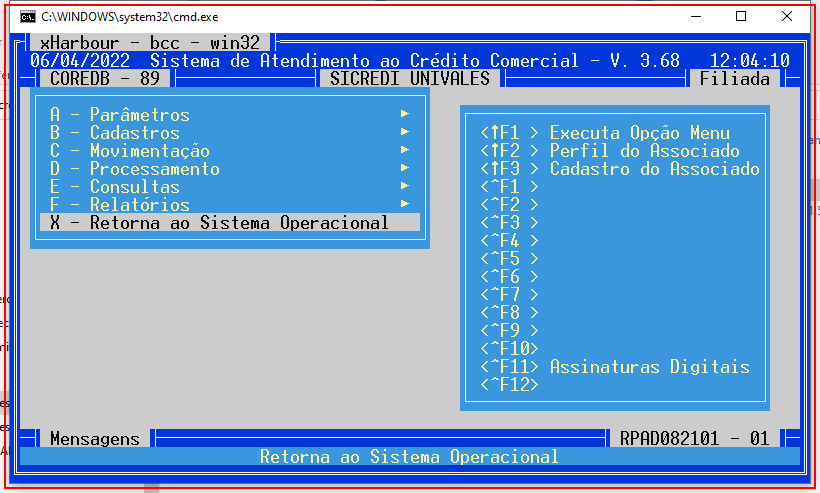 C:\WINDOWS\system32\cmd.exe
xHarbour - bcc - win32
06/04/2022 Sistema de Atendimento ao Crédito Comercial - V. 3.68 12:04:10
COREDB - 89 SICREDI UNIVALES Filiada
A - Parâmetros ►
B - Cadastros ►
C - Movimentação ►
D - Processamento ►
E - Consultas ►
F - Relatórios ►
X - Retorna ao Sistema Operacional
<↑F1 > Executa Opção Menu
<↑F2 > Perfil do Associado
<↑F3 > Cadastro do Associado
<^F1 >
<^F2 >
<^F3 >
<^F4 >
<^F5 >
<^F6 >
<^F7 >
<^F8 >
<^F9 >
<^F10>
<^F11> Assinaturas Digitais
<^F12>
Mensagens RPAD082101 - 01
Retorna ao Sistema Operacional